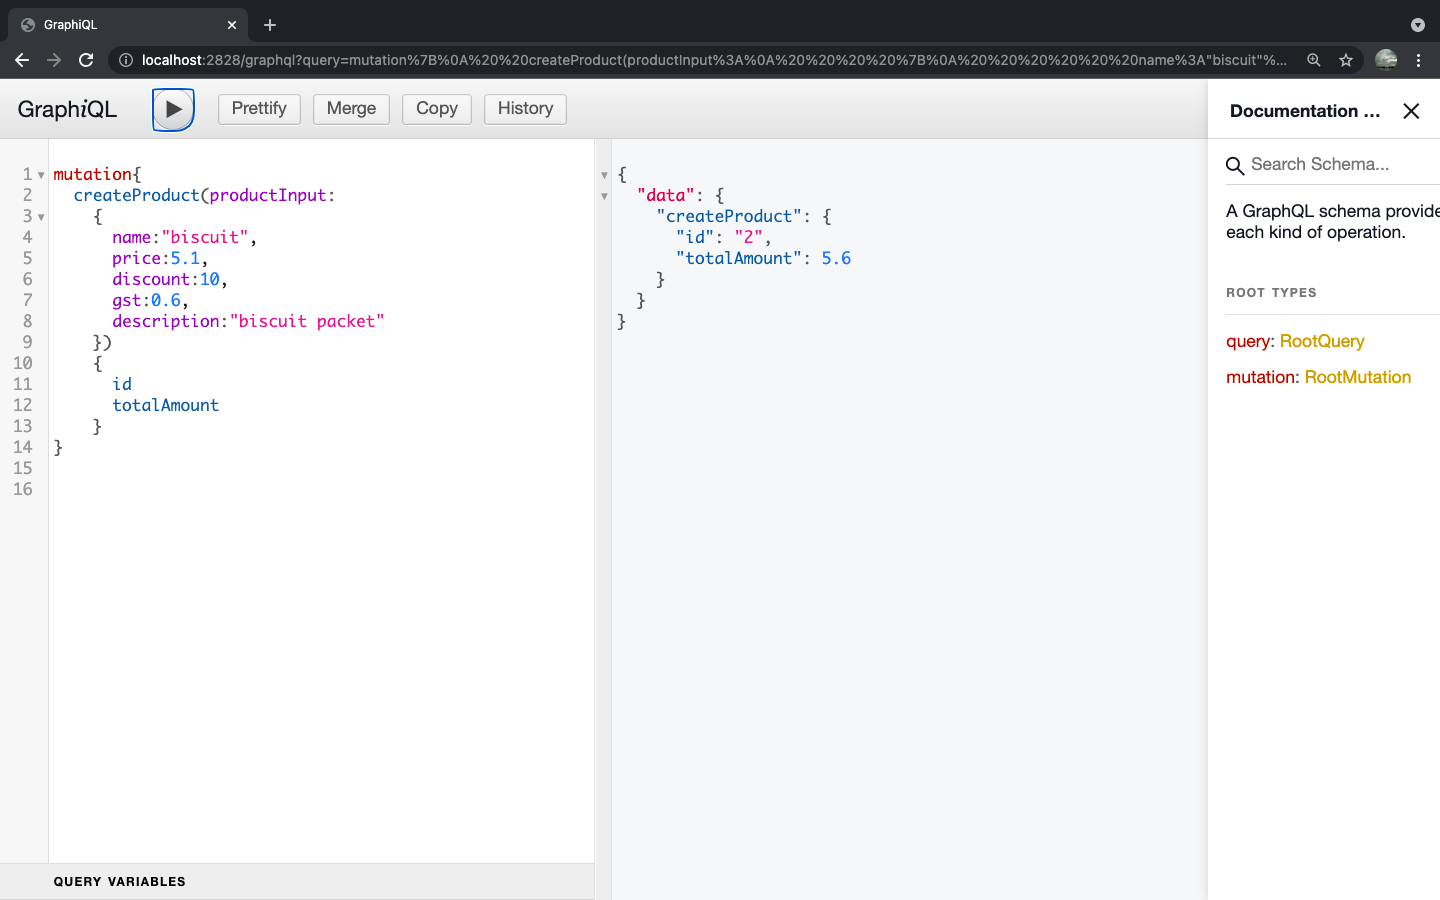 GraphiQL
localhost:2828/graphql?query=mutation%7B%0A%20%20createProduct(productInput%3A%0A%20%20%20%20%7B%0A%20%20%20%20%20%20name%3A"biscuit"%...
GraphiQL
Prettify
Merge
Copy
History
Documentation ...
1 mutation{
2 createProduct(productInput:
3 {
4 name:"biscuit",
5 price:5.1,
6 discount:10,
7 gst:0.6,
8 description:"biscuit packet"
9 })
10 {
11 id
12 totalAmount
13 }
14 }
15
16
{
"data": {
"createProduct": {
"id": "2",
"totalAmount": 5.6
}
}
}
Search Schema...
A GraphQL schema provide
each kind of operation.
ROOT TYPES
query: RootQuery
mutation: RootMutation
QUERY VARIABLES